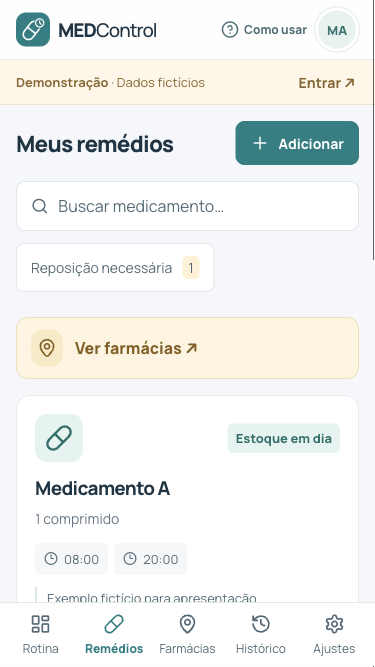 MEDControl
Como usar
MA
Demonstração · Dados fictícios
Entrar ↗
Meus remédios
+ Adicionar
Buscar medicamento...
Reposição necessária 1
Ver farmácias ↗
Estoque em dia
Medicamento A
1 comprimido
08:00 20:00
Exemplo fictício para apresentação
Rotina Remédios Farmácias Histórico Ajustes